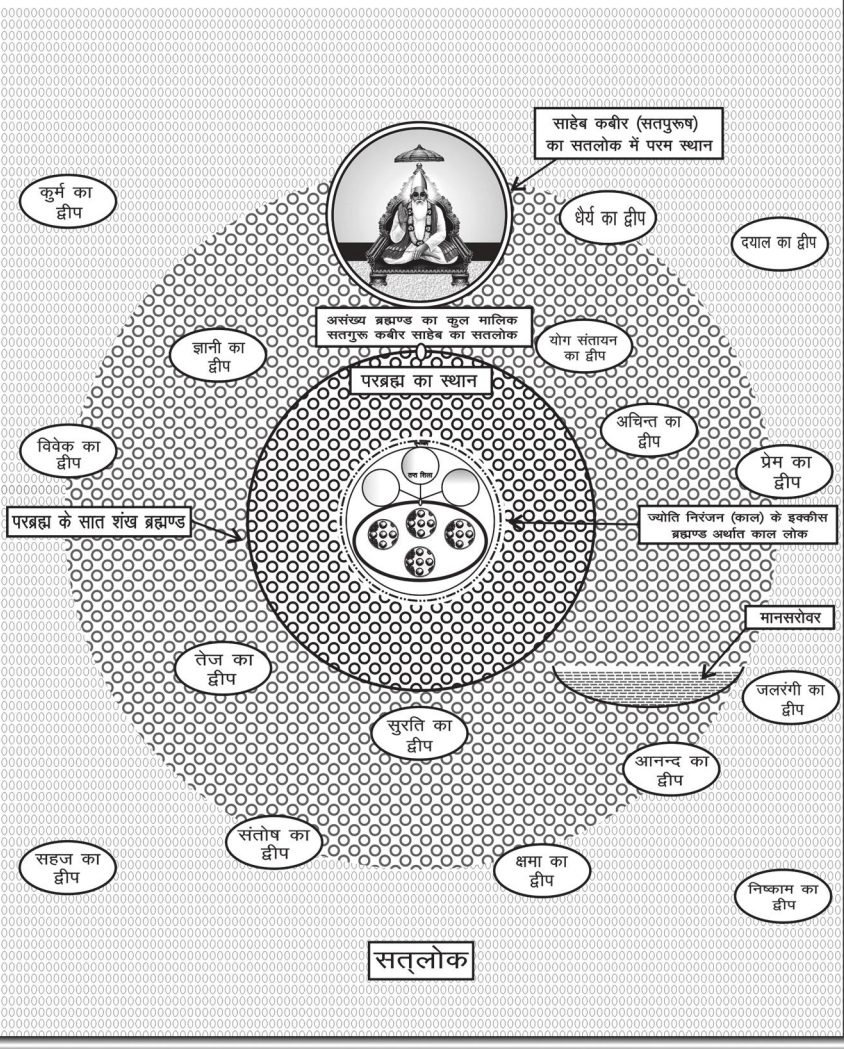 साहेब कबीर (सतपुरूष)
का सतलोक में परम स्थान
कुर्म का
द्वीप
धैर्य का द्वीप
दयाल का द्वीप
असंख्य ब्रह्मण्ड का कुल मालिक
सतगुरू कबीर साहेब का सतलोक
ज्ञानी का
द्वीप
योग संतायन
का द्वीप
परब्रह्म का स्थान
अचिन्त का
द्वीप
विवेक का
द्वीप
प्रेम का
द्वीप
तप्त शिला
परब्रह्म के सात शंख ब्रह्मण्ड
ज्योति निरंजन (काल) के इक्कीस
ब्रह्मण्ड अर्थात काल लोक
मानसरोवर
तेज का
द्वीप
जलरंगी का
द्वीप
सुरति का
द्वीप
आनन्द का
द्वीप
संतोष का
द्वीप
सहज का
द्वीप
क्षमा का
द्वीप
निष्काम का
द्वीप
सत्‌लोक